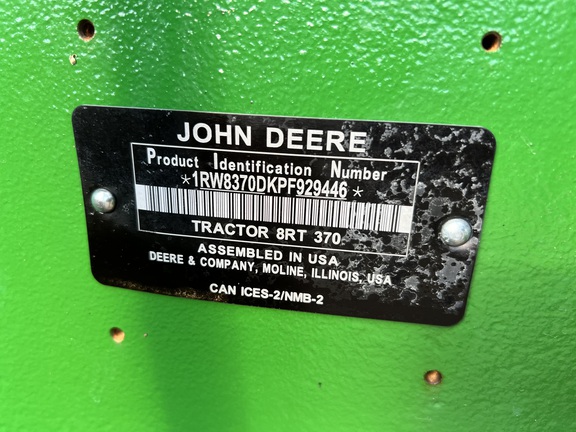 JOHN DEERE
Product Identification Number
*1RW8370DKPF929446*
TRACTOR 8RT 370
ASSEMBLED IN USA
DEERE & COMPANY, MOLINE, ILLINOIS, USA
CAN ICES-2/NMB-2